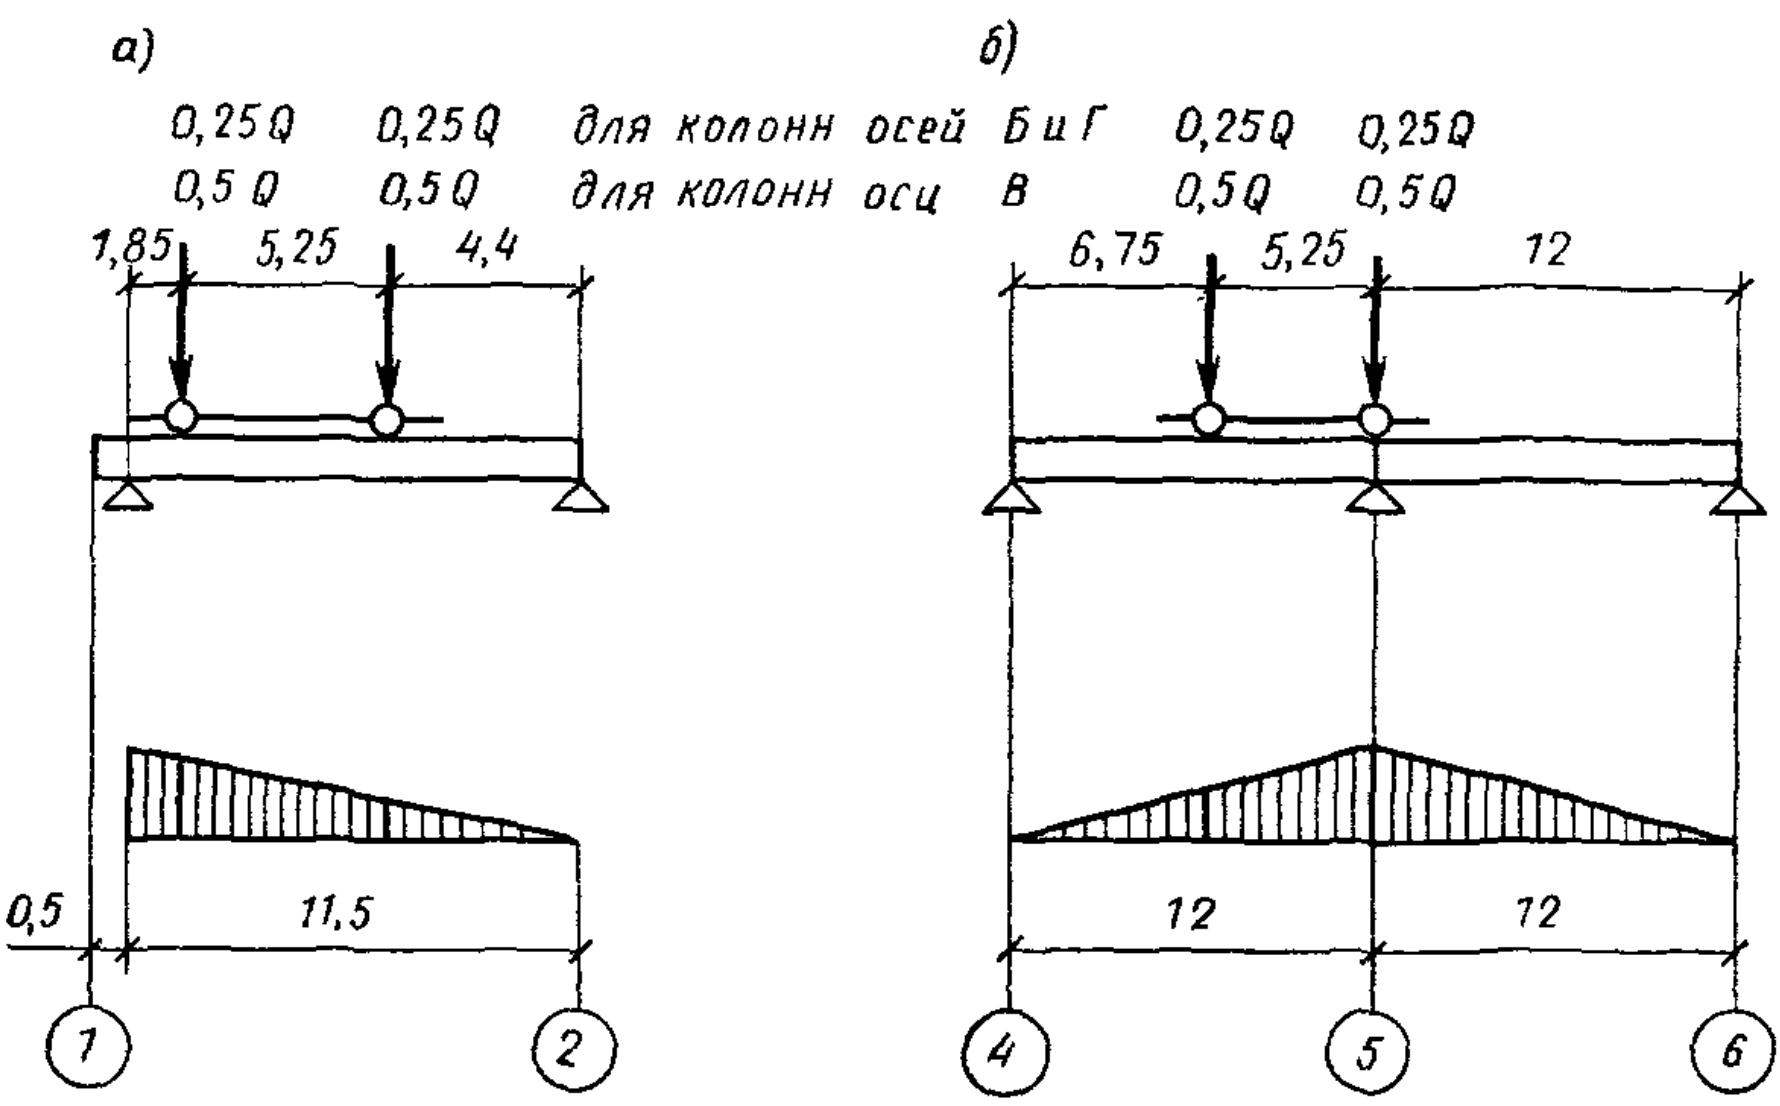 а) б)
0,25Q 0,25Q для колонн осей Б и Г 0,25Q 0,25Q
0,5Q 0,5Q для колонн оси В 0,5Q 0,5Q
1,85 5,25 4,4 6,75 5,25 12
0,5 11,5 12 12
1 2 4 5 6